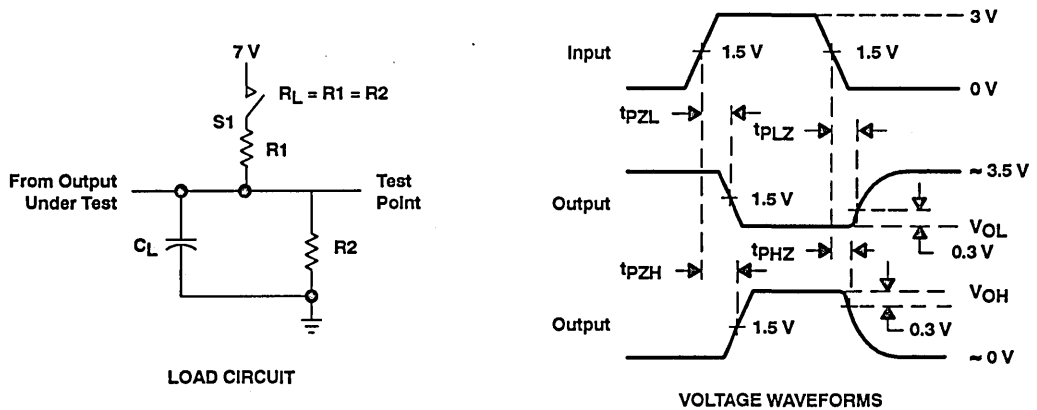 7 V
S1
RL = R1 = R2
R1
From Output
Under Test
Test
Point
CL
R2
LOAD CIRCUIT
3 V
Input
1.5 V
1.5 V
0 V
tPZL
tPLZ
≈ 3.5 V
Output
1.5 V
VOL
0.3 V
tPHZ
tPZH
VOH
Output
1.5 V
0.3 V
≈ 0 V
VOLTAGE WAVEFORMS